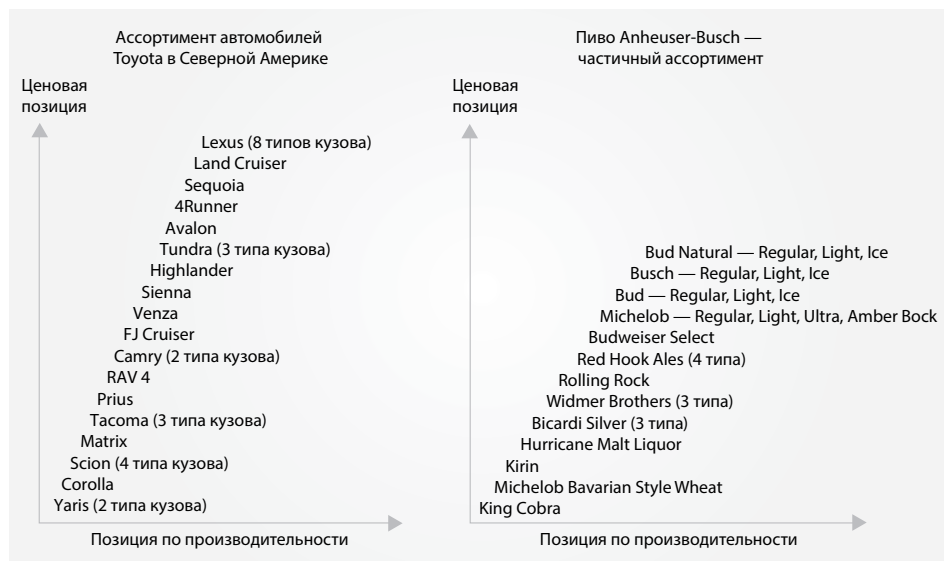 Ассортимент автомобилей
Toyota в Северной Америке
Ценовая
позиция
Lexus (8 типов кузова)
Land Cruiser
Sequoia
4Runner
Avalon
Tundra (3 типа кузова)
Highlander
Sienna
Venza
FJ Cruiser
Camry (2 типа кузова)
RAV 4
Prius
Tacoma (3 типа кузова)
Matrix
Scion (4 типа кузова)
Corolla
Yaris (2 типа кузова)
Позиция по производительности
Пиво Anheuser-Busch —
частичный ассортимент
Ценовая
позиция
Bud Natural — Regular, Light, Ice
Busch — Regular, Light, Ice
Bud — Regular, Light, Ice
Michelob — Regular, Light, Ultra, Amber Bock
Budweiser Select
Red Hook Ales (4 типа)
Rolling Rock
Widmer Brothers (3 типа)
Bicardi Silver (3 типа)
Hurricane Malt Liquor
Kirin
Michelob Bavarian Style Wheat
King Cobra
Позиция по производительности